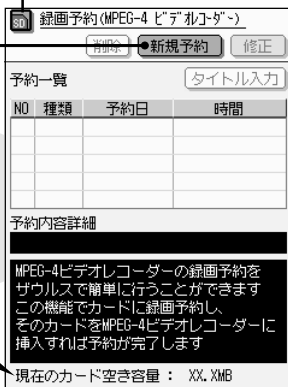 SD 録画予約(MPEG-4 ビデオレコーダー)
削除 新規予約 修正
予約一覧 タイトル入力
NO 種類 予約日 時間
予約内容詳細
MPEG-4ビデオレコーダーの録画予約を
ザウルスで簡単に行うことができます
この機能でカードに録画予約し、
そのカードをMPEG-4ビデオレコーダーに
挿入すれば予約が完了します
現在のカード空き容量： XX.XMB